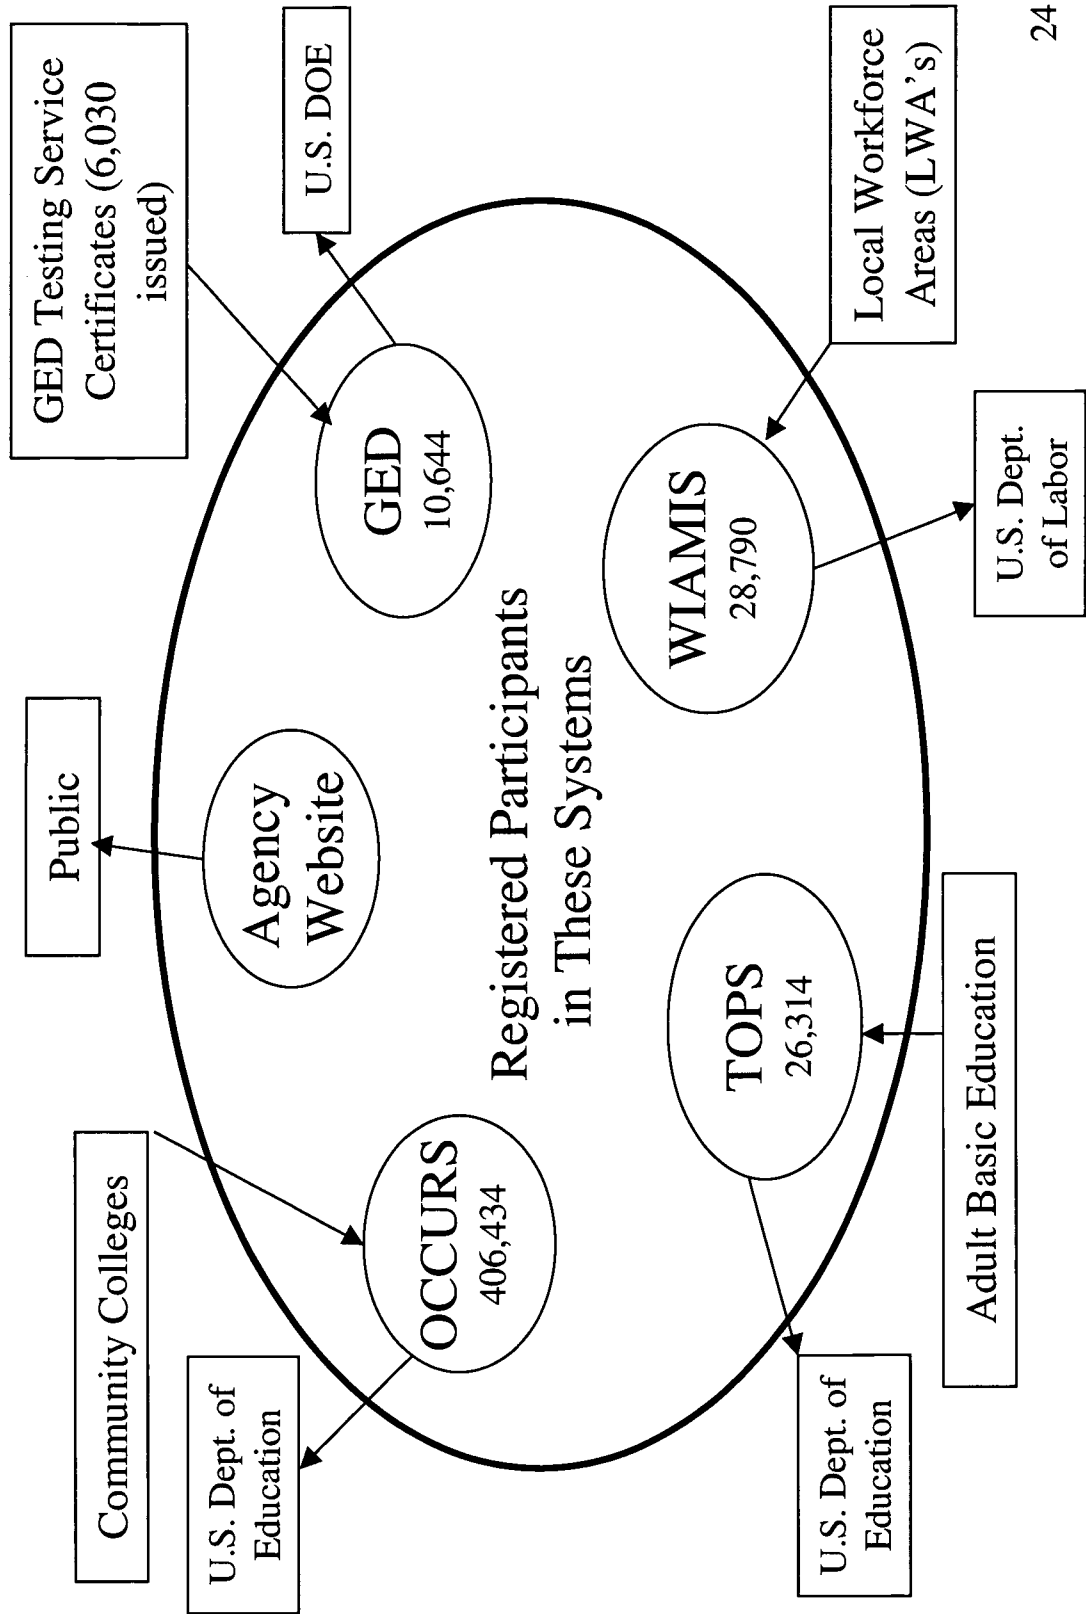 Community Colleges
Public
GED Testing Service
Certificates (6,030
issued)
U.S. Dept. of
Education
U.S. DOE
Agency
Website
OCCURS
406,434
GED
10,644
Registered Participants
in These Systems
TOPS
26,314
WIAMIS
28,790
U.S. Dept. of
Education
Adult Basic Education
U.S. Dept.
of Labor
Local Workforce
Areas (LWA's)
24